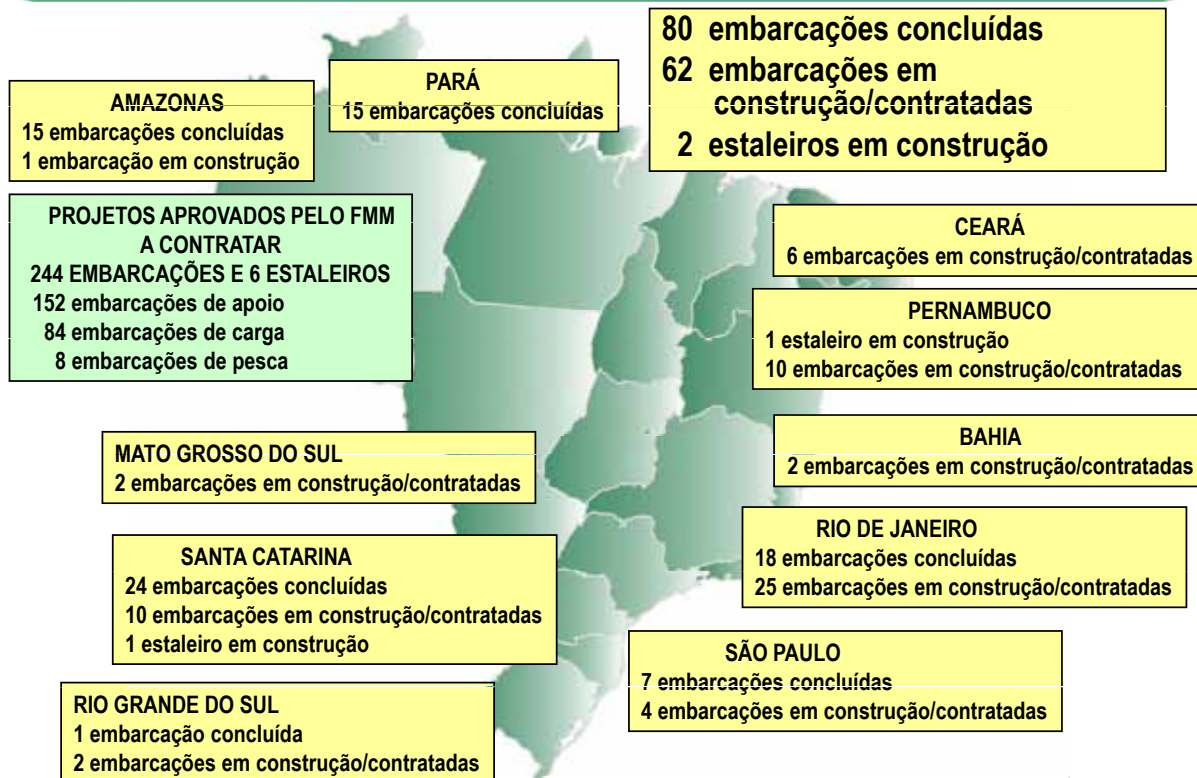 80 embarcações concluídas
62 embarcações em
construção/contratadas
2 estaleiros em construção
PARÁ
15 embarcações concluídas
AMAZONAS
15 embarcações concluídas
1 embarcação em construção
PROJETOS APROVADOS PELO FMM
A CONTRATAR
244 EMBARCAÇÕES E 6 ESTALEIROS
152 embarcações de apoio
84 embarcações de carga
8 embarcações de pesca
CEARÁ
6 embarcações em construção/contratadas
PERNAMBUCO
1 estaleiro em construção
10 embarcações em construção/contratadas
BAHIA
2 embarcações em construção/contratadas
MATO GROSSO DO SUL
2 embarcações em construção/contratadas
RIO DE JANEIRO
18 embarcações concluídas
25 embarcações em construção/contratadas
SANTA CATARINA
24 embarcações concluídas
10 embarcações em construção/contratadas
1 estaleiro em construção
SÃO PAULO
7 embarcações concluídas
4 embarcações em construção/contratadas
RIO GRANDE DO SUL
1 embarcação concluída
2 embarcações em construção/contratadas